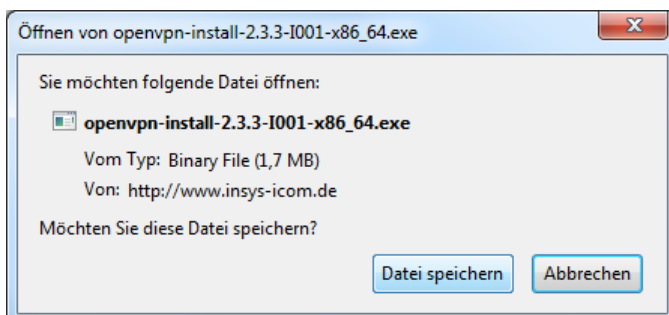 Öffnen von openvpn-install-2.3.3-I001-x86_64.exe
Sie möchten folgende Datei öffnen:
openvpn-install-2.3.3-I001-x86_64.exe
Vom Typ: Binary File (1,7 MB)
Von: http://www.insys-icom.de
Möchten Sie diese Datei speichern?
Datei speichern Abbrechen